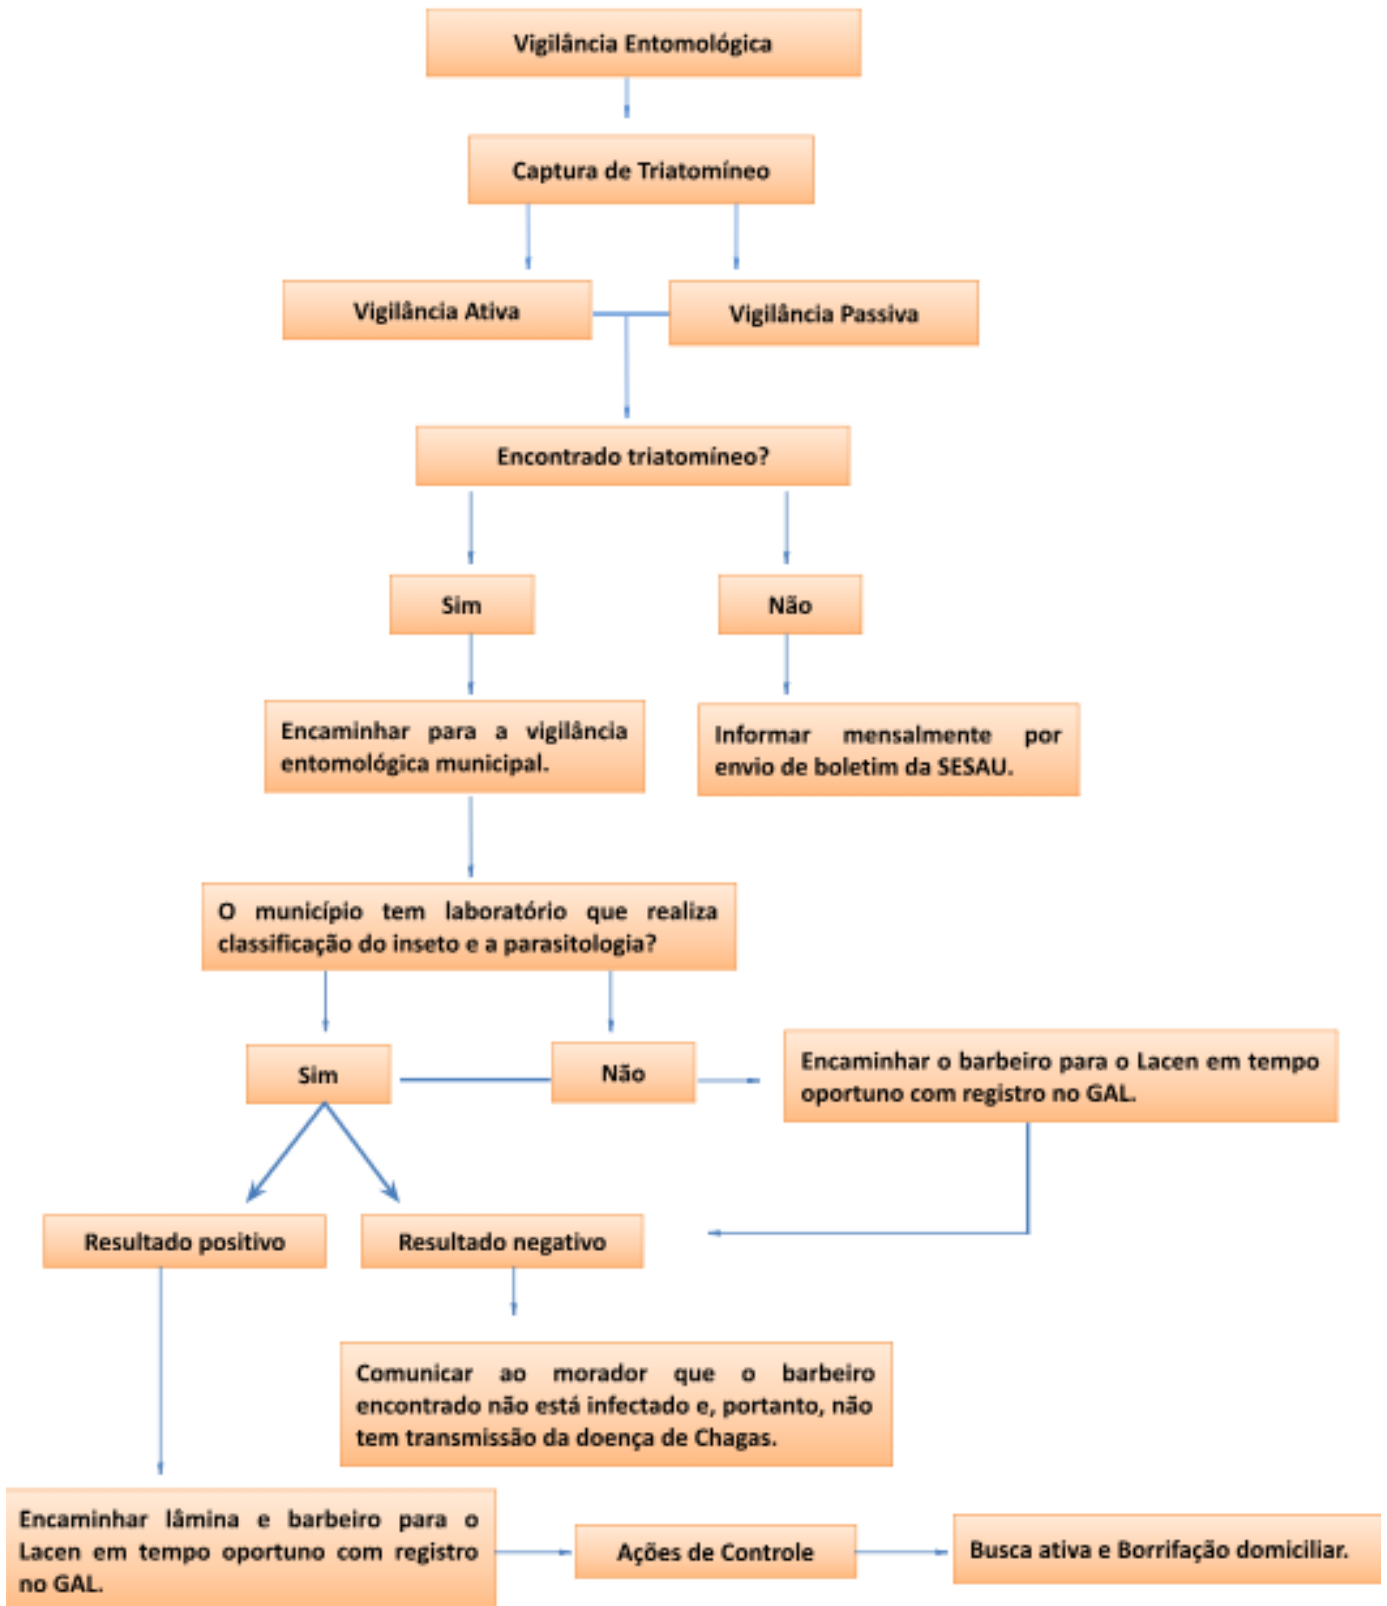 Vigilância Entomológica
Captura de Triatomíneo
Vigilância Ativa
Vigilância Passiva
Encontrado triatomíneo?
Sim
Não
Encaminhar para a vigilância
entomológica municipal.
Informar mensalmente por
envio de boletim da SESAU.
O município tem laboratório que realiza
classificação do inseto e a parasitologia?
Sim
Não
Encaminhar o barbeiro para o Lacen em tempo
oportuno com registro no GAL.
Resultado positivo
Resultado negativo
Comunicar ao morador que o barbeiro
encontrado não está infectado e, portanto, não
tem transmissão da doença de Chagas.
Encaminhar lâmina e barbeiro para o
Lacen em tempo oportuno com registro
no GAL.
Ações de Controle
Busca ativa e Borrifação domiciliar.